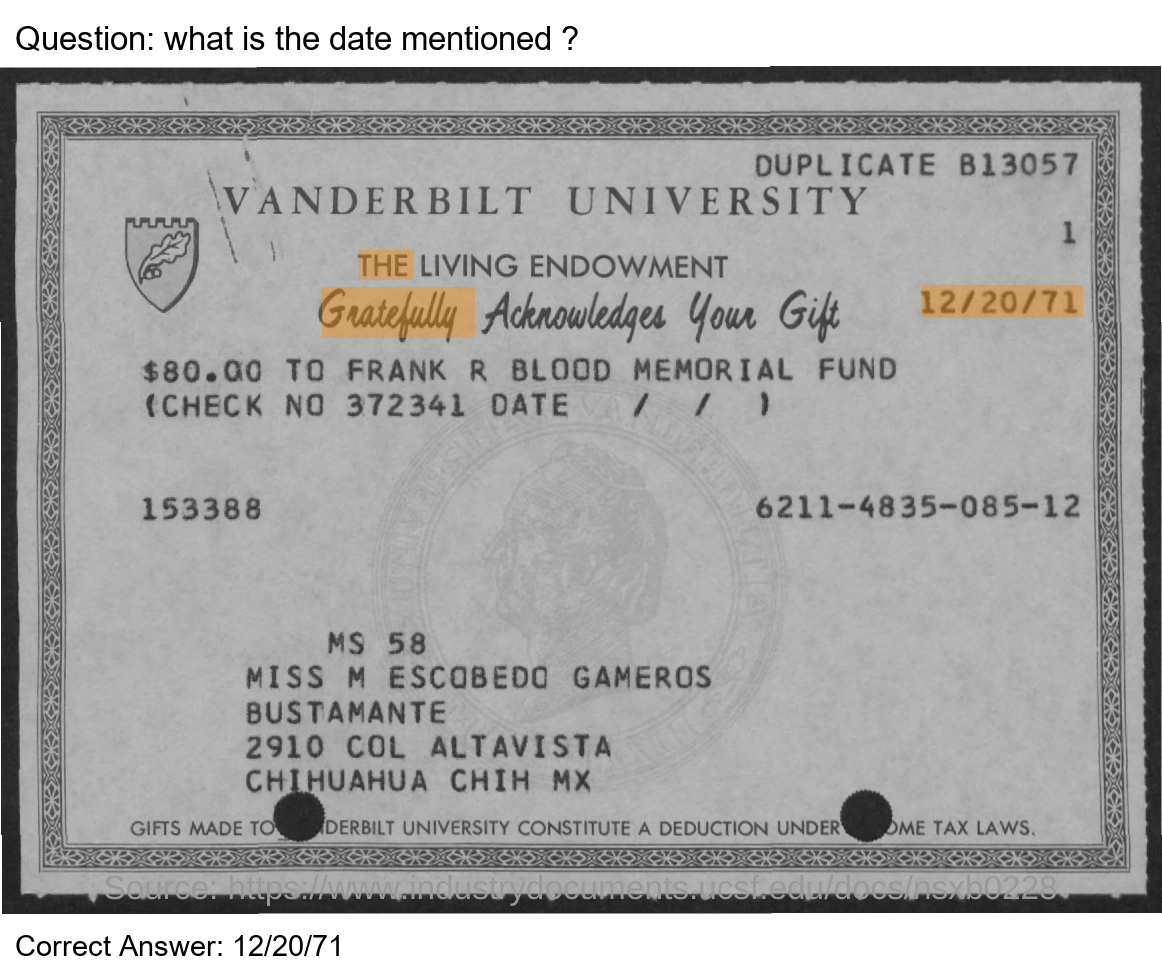 Question: what is the date mentioned ?
DUPLICATE B13057
VANDERBILT UNIVERSITY
1
THE LIVING ENDOWMENT
Gratefully Acknowledges Your Gift 12/20/71
$80.00 TO FRANK R BLOOD MEMORIAL FUND
(CHECK NO 372341 DATE / / )
153388 6211-4835-085-12
MS 58
MISS M ESCOBEDO GAMEROS
BUSTAMANTE
2910 COL ALTAVISTA
CHIHUAHUA CHIH MX
GIFTS MADE TO DERBILT UNIVERSITY CONSTITUTE A DEDUCTION UNDER OME TAX LAWS.
Source: https://www.industrydocuments.ucsf.edu/docs/nsxb0228
Correct Answer: 12/20/71